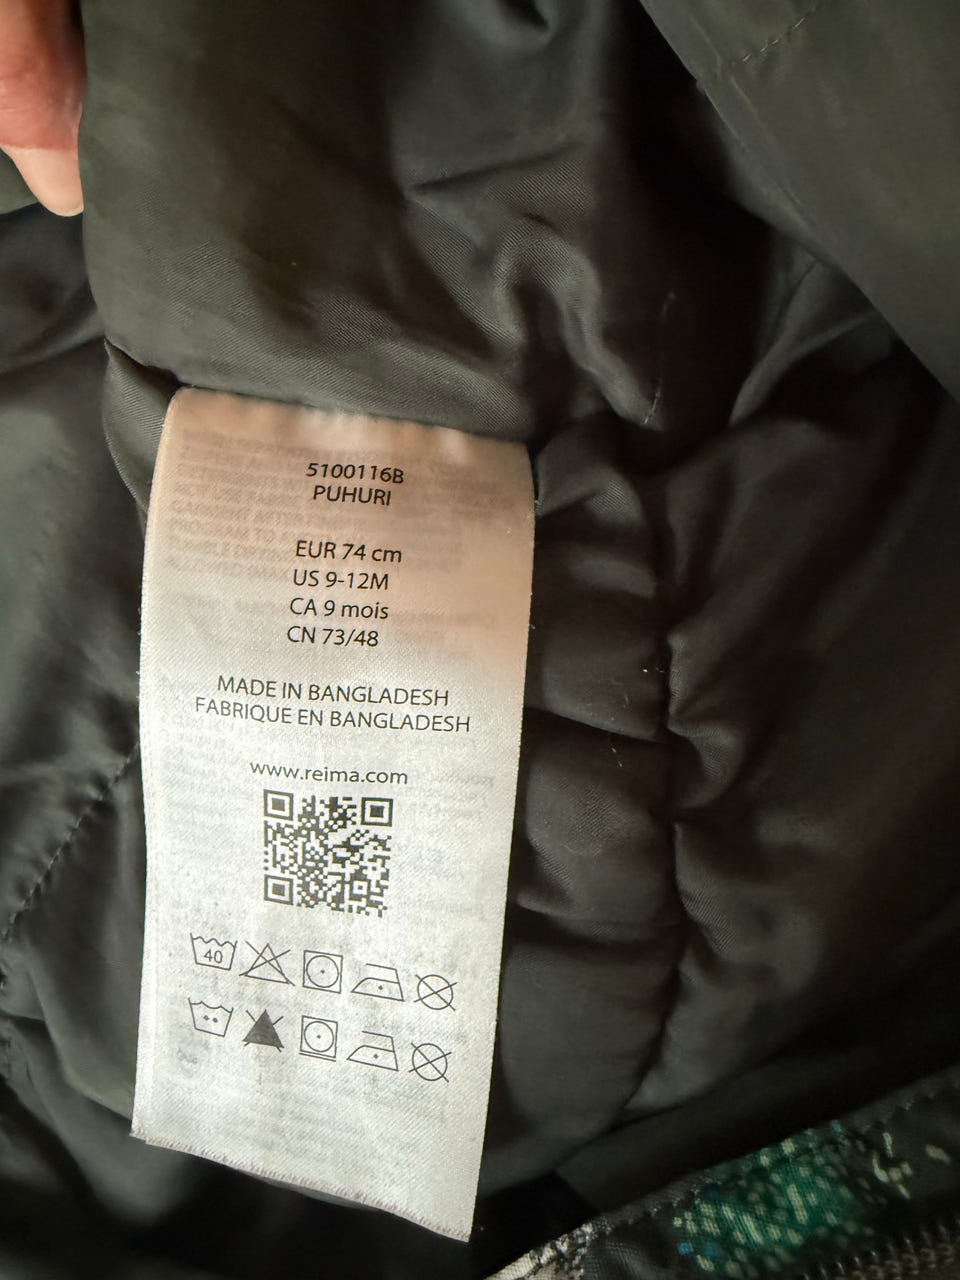 5100116B
PUHURI
EUR 74 cm
US 9-12M
CA 9 mois
CN 73/48
MADE IN BANGLADESH
FABRIQUE EN BANGLADESH
www.reima.com
40